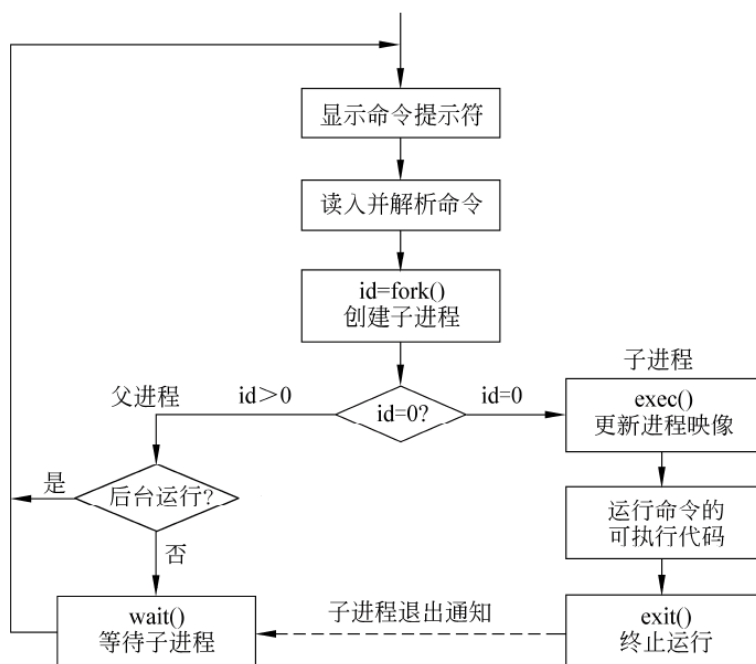 显示命令提示符
读入并解析命令
id=fork()
创建子进程
子进程
父进程
id＞0
id=0?
id=0
exec()
更新进程映像
是
后台运行?
运行命令的
可执行代码
否
wait()
等待子进程
子进程退出通知
exit()
终止运行